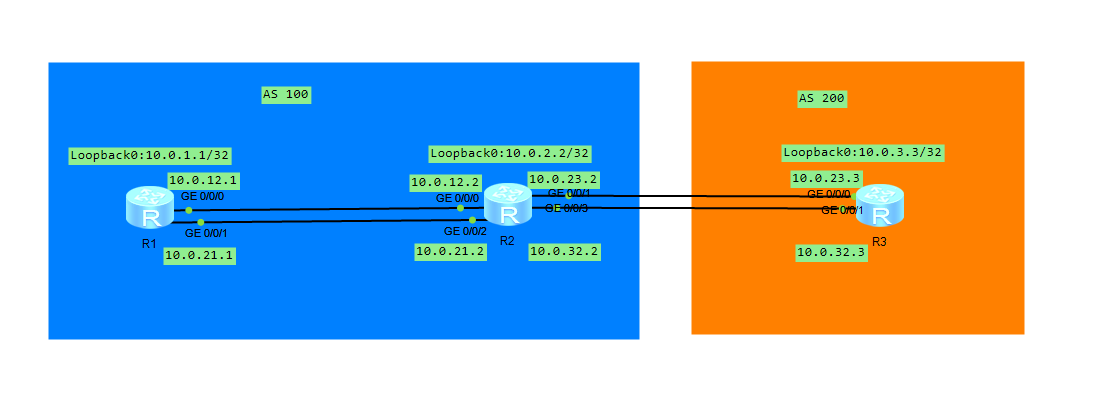 AS 100
AS 200
Loopback0:10.0.1.1/32
Loopback0:10.0.2.2/32
Loopback0:10.0.3.3/32
10.0.12.1
10.0.12.2
10.0.23.2
10.0.23.3
GE 0/0/0
GE 0/0/0
GE 0/0/1
GE 0/0/0
GE 0/0/3
GE 0/0/1
R
R
R
GE 0/0/1
GE 0/0/2
R1
R2
R3
10.0.21.1
10.0.21.2
10.0.32.2
10.0.32.3